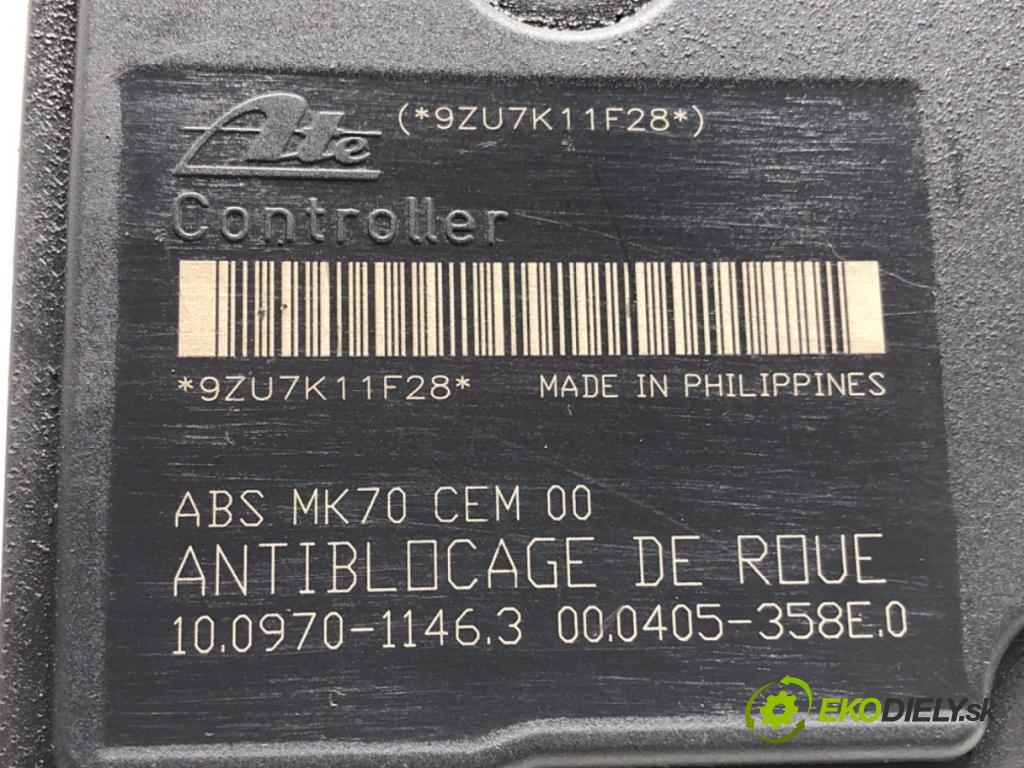 Ate (*9ZU7K11F28*)
Controller
*9ZU7K11F28* MADE IN PHILIPPINES
ABS MK70 CEM 00
ANTIBLOCAGE DE ROUE
10.0970-1146.3 00.0405-358E.0
EKODIELY.sk